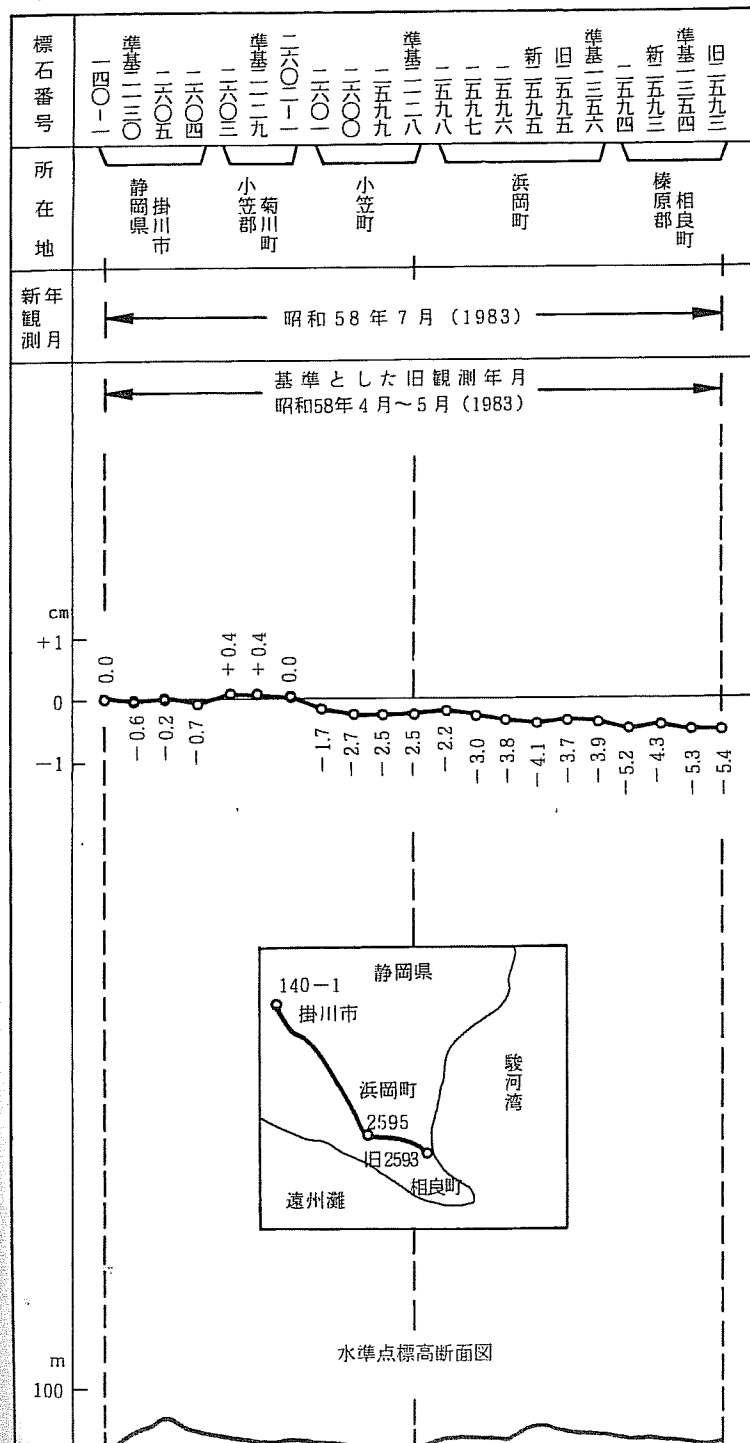 標石番号
一四〇-一
準基二一三〇
二六〇五
二六〇四
二六〇三
準基二一二九
二六〇二-一
二六〇一
二六〇〇
二五九九
準基二一二八
二五九八
二五九七
二五九六
新二五九五
旧二五九五
準基一三五六
二五九四
新二五九三
準基一三五四
旧二五九三
所在地
静岡県
掛川市
小笠郡
菊川町
小笠町
浜岡町
榛原郡
相良町
新観測年月
昭和58年7月(1983)
基準とした旧観測年月
昭和58年4月~5月(1983)
cm
+1
0
-1
0.0
-0.6
-0.2
-0.7
+0.4
+0.4
0.0
-1.7
-2.7
-2.5
-2.5
-2.2
-3.0
-3.8
-4.1
-3.7
-3.9
-5.2
-4.3
-5.3
-5.4
静岡県
140-1
掛川市
駿河湾
浜岡町
2595
旧2593
相良町
遠州灘
水準点標高断面図
m
100